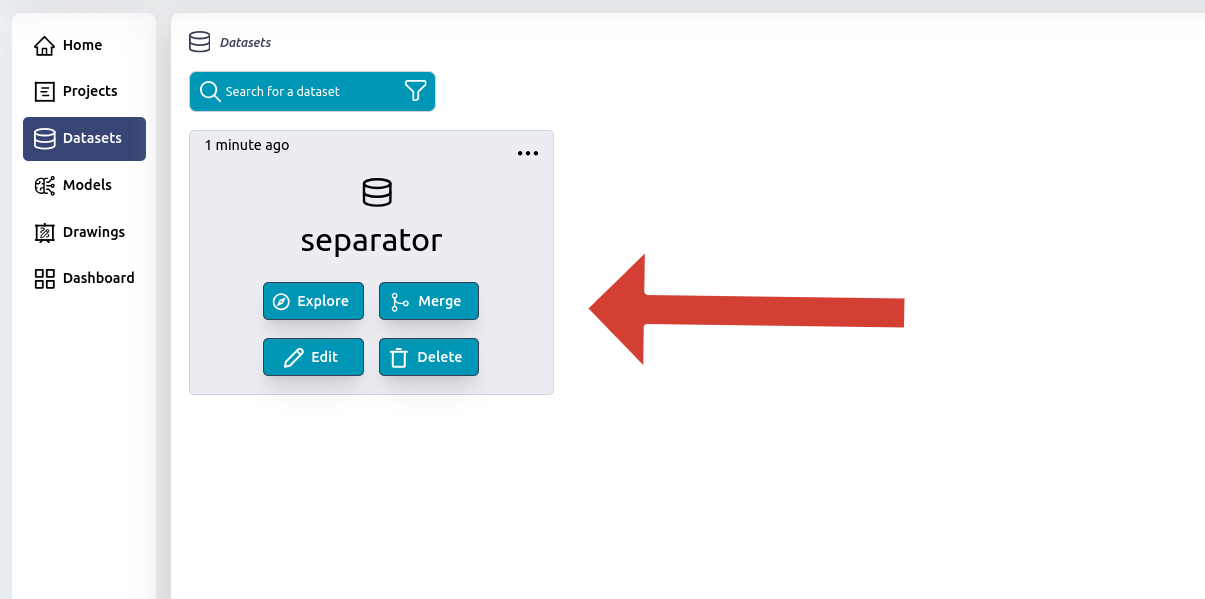 Home
Projects
Datasets
Models
Drawings
Dashboard
Datasets
Search for a dataset
1 minute ago
separator
Explore
Merge
Edit
Delete